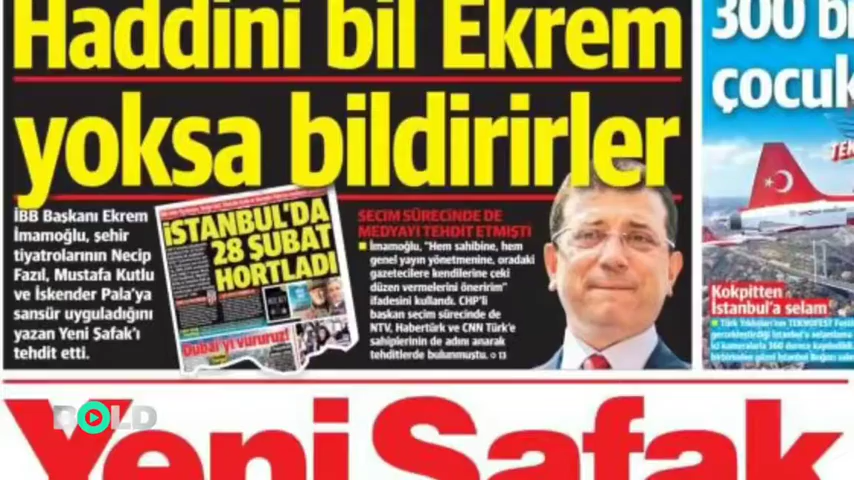 Haddini bil Ekrem
yoksa bildirirler
İBB Başkanı Ekrem
İmamoğlu, şehir
tiyatrolarının Necip
Fazıl, Mustafa Kutlu
ve İskender Pala'ya
sansür uyguladığını
yazan Yeni Şafak'ı
tehdit etti.
İSTANBUL'DA
28 ŞUBAT
HORTLADI
Dubai'yi vururuz!
SEÇİM SÜRECİNDE DE
MEDYAYI TEHDİT ETMİŞTİ
İmamoğlu, "Hem sahibine, hem
genel yayın yönetmenine, oradaki
gazetecilere kendilerine çeki
düzen vermelerini öneririm"
ifadesini kullandı. CHP'li
başkan seçim sürecinde de
NTV, Habertürk ve CNN Türk'e
sahiplerinin de adını anarak
tehditlerde bulunmuştu. 13
300 bi
çocuk
TEK
Kokpitten
İstanbul'a selam
Yeni Şafak
BOLD